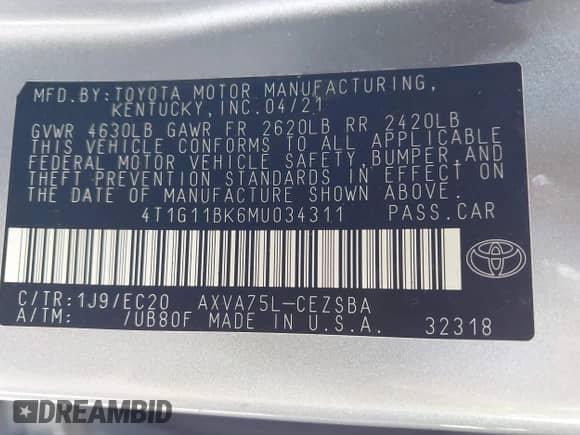 MFD.BY:TOYOTA MOTOR MANUFACTURING,
KENTUCKY, INC.04/21
GVWR 4630LB GAWR FR 2620LB RR 2420LB
THIS VEHICLE CONFORMS TO ALL APPLICABLE
FEDERAL MOTOR VEHICLE SAFETY, BUMPER, AND
THEFT PREVENTION STANDARDS IN EFFECT ON
THE DATE OF MANUFACTURE SHOWN ABOVE.
4T1G11BK6MU034311 PASS.CAR
C/TR:1J9/EC20 AXVA75L-CEZSBA
A/TM: /UB80F MADE IN U.S.A. 32318
DREAMBID